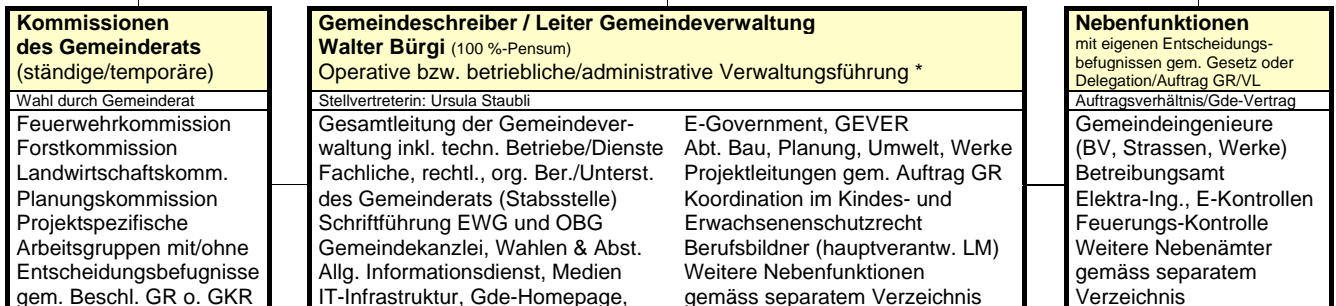 Kommissionen
des Gemeinderats
(ständige/temporäre)
Wahl durch Gemeinderat
Feuerwehrkommission
Forstkommission
Landwirtschaftskomm.
Planungskommission
Projektspezifische
Arbeitsgruppen mit/ohne
Entscheidungsbefugnisse
gem. Beschl. GR o. GKR
Gemeindeschreiber / Leiter Gemeindeverwaltung
Walter Bürgi (100 %-Pensum)
Operative bzw. betriebliche/administrative Verwaltungsführung *
Stellvertreterin: Ursula Staubli
Gesamtleitung der Gemeindever-
waltung inkl. techn. Betriebe/Dienste
Fachliche, rechtl., org. Ber./Unterst.
des Gemeinderats (Stabsstelle)
Schriftführung EWG und OBG
Gemeindekanzlei, Wahlen & Abst.
Allg. Informationsdienst, Medien
IT-Infrastruktur, Gde-Homepage,
E-Government, GEVER
Abt. Bau, Planung, Umwelt, Werke
Projektleitungen gem. Auftrag GR
Koordination im Kindes- und
Erwachsenenschutzrecht
Berufsbildner (hauptverantw. LM)
Weitere Nebenfunktionen
gemäss separatem Verzeichnis
Nebenfunktionen
mit eigenen Entscheidungs-
befugnissen gem. Gesetz oder
Delegation/Auftrag GR/VL
Auftragsverhältnis/Gde-Vertrag
Gemeindeingenieure
(BV, Strassen, Werke)
Betreibungsamt
Elektra-Ing., E-Kontrollen
Feuerungs-Kontrolle
Weitere Nebenämter
gemäss separatem
Verzeichnis